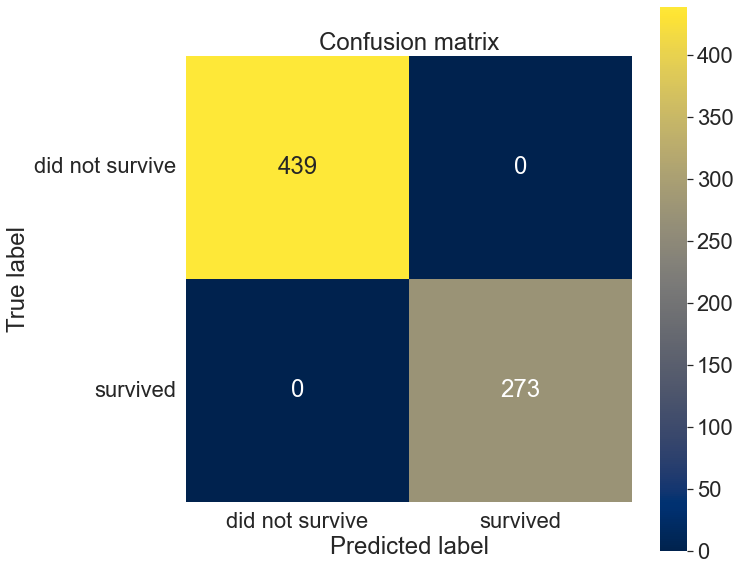 Confusion matrix
True label
did not survive
survived
439
0
0
273
did not survive
survived
Predicted label
400
350
300
250
200
150
100
50
0